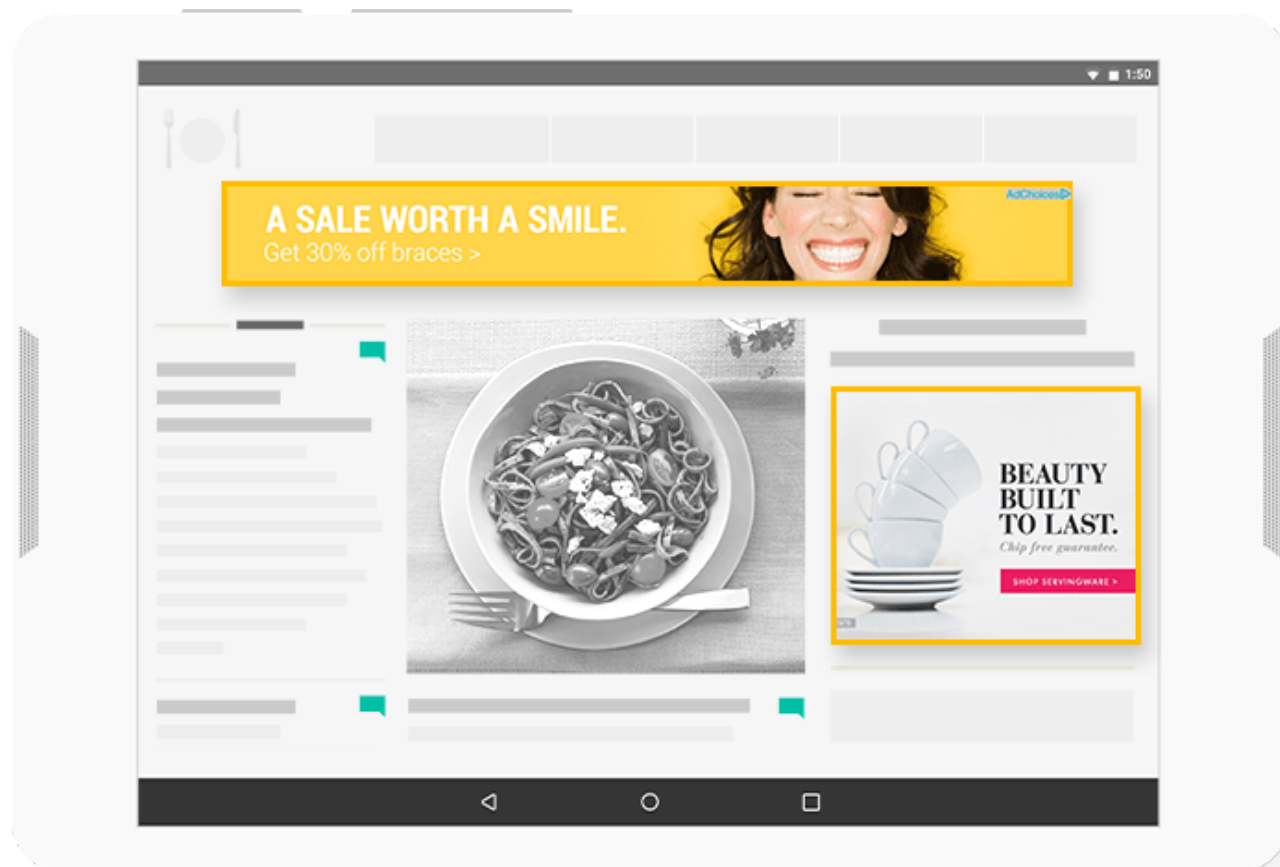 1:50
AdChoices
A SALE WORTH A SMILE.
Get 30% off braces >
BEAUTY
BUILT
TO LAST.
Chip free guarantee.
SHOP SERVINGWARE >